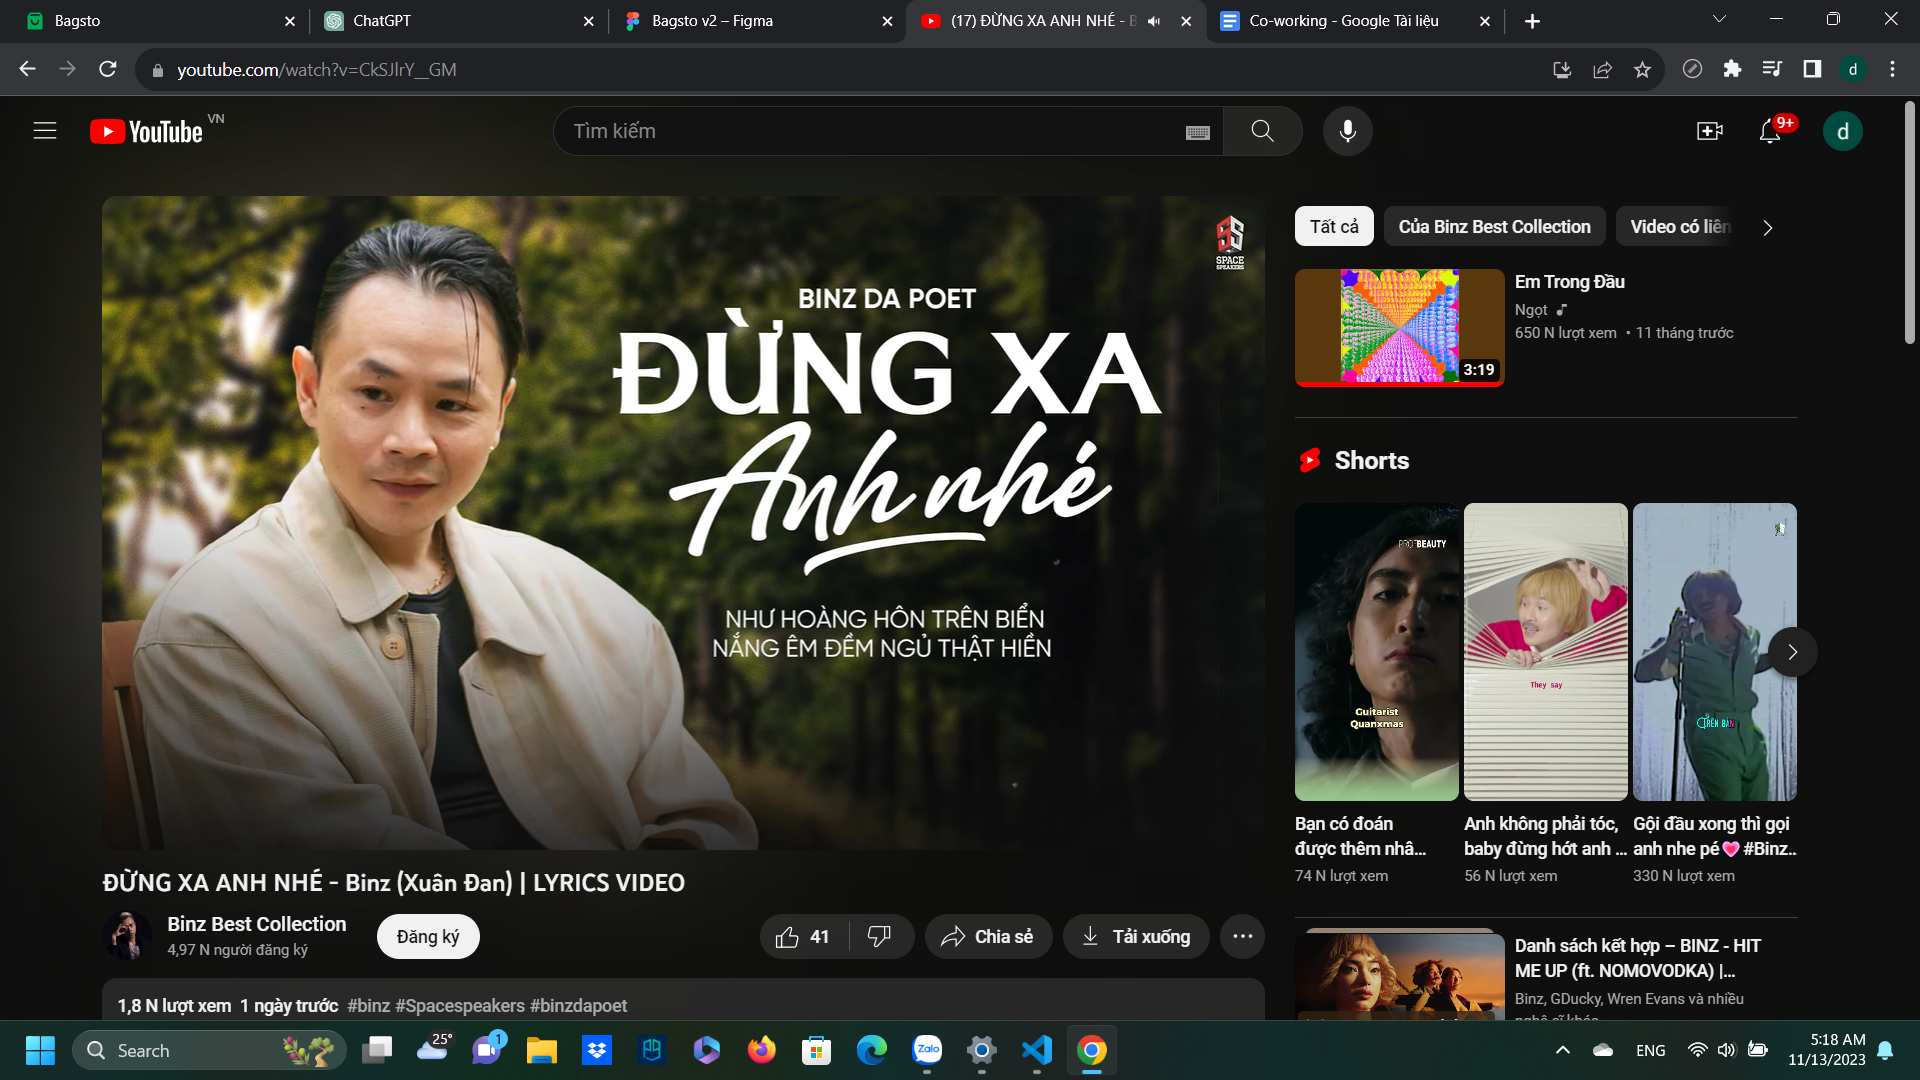 Bagsto
ChatGPT
Bagsto v2 – Figma
(17) ĐỪNG XA ANH NHÉ - B
Co-working - Google Tài liệu
youtube.com/watch?v=CkSJlrY__GM
d
YouTube VN
Tìm kiếm
9+
d
SS
SPACE
SPEAKERS
BINZ DA POET
ĐỪNG XA
Anh nhé
NHƯ HOÀNG HÔN TRÊN BIỂN
NẮNG ÊM ĐỀM NGỦ THẬT HIỀN
ĐỪNG XA ANH NHÉ - Binz (Xuân Đan) | LYRICS VIDEO
Binz Best Collection
4,97 N người đăng ký
Đăng ký
41
Chia sẻ
Tải xuống
1,8 N lượt xem 1 ngày trước #binz #Spacespeakers #binzdapoet
Tất cả
Của Binz Best Collection
Video có liên
3:19
Em Trong Đầu
Ngọt
650 N lượt xem • 11 tháng trước
Shorts
PROTBEAUTY
Guitarist
Quanxmas
They say
TRÊN BÀN
Bạn có đoán
được thêm nhâ...
74 N lượt xem
Anh không phải tóc,
baby đừng hớt anh ...
56 N lượt xem
Gội đầu xong thì gọi
anh nhe pé💗#Binz..
330 N lượt xem
Danh sách kết hợp – BINZ - HIT
ME UP (ft. NOMOVODKA) |...
Binz, GDucky, Wren Evans và nhiều
nghệ sĩ khác
Search
25°
1
Zalo
ENG
5:18 AM
11/13/2023